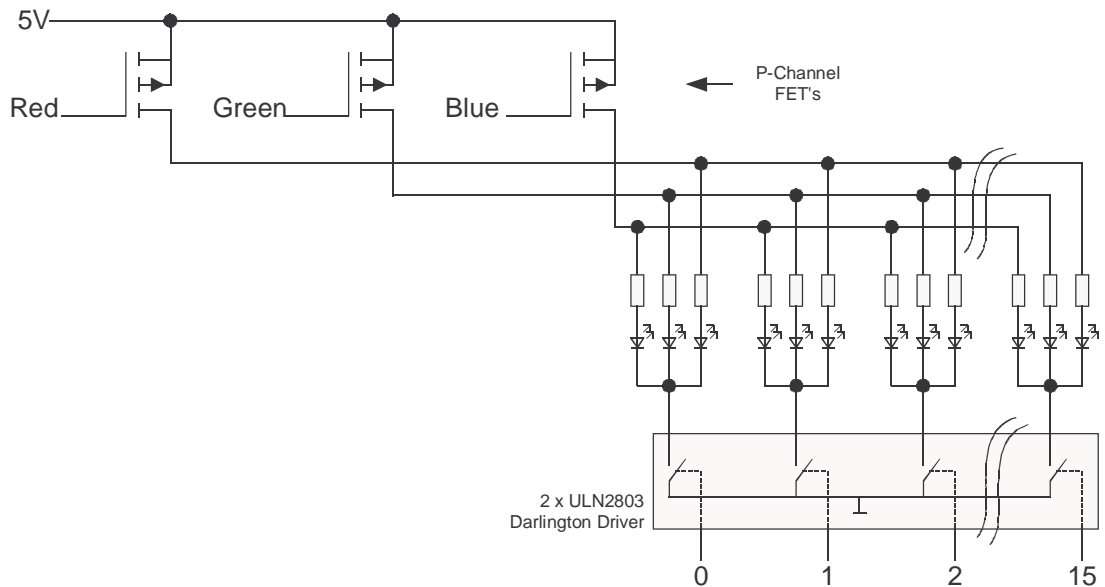 5V
Red
Green
Blue
P-Channel
FET's
2 x ULN2803
Darlington Driver
0
1
2
15